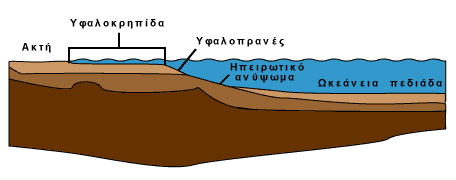 Υφαλοκρηπίδα
Ακτή
Υφαλοπρανές
Ηπειρωτικό
ανύψωμα
Ωκεάνεια πεδιάδα